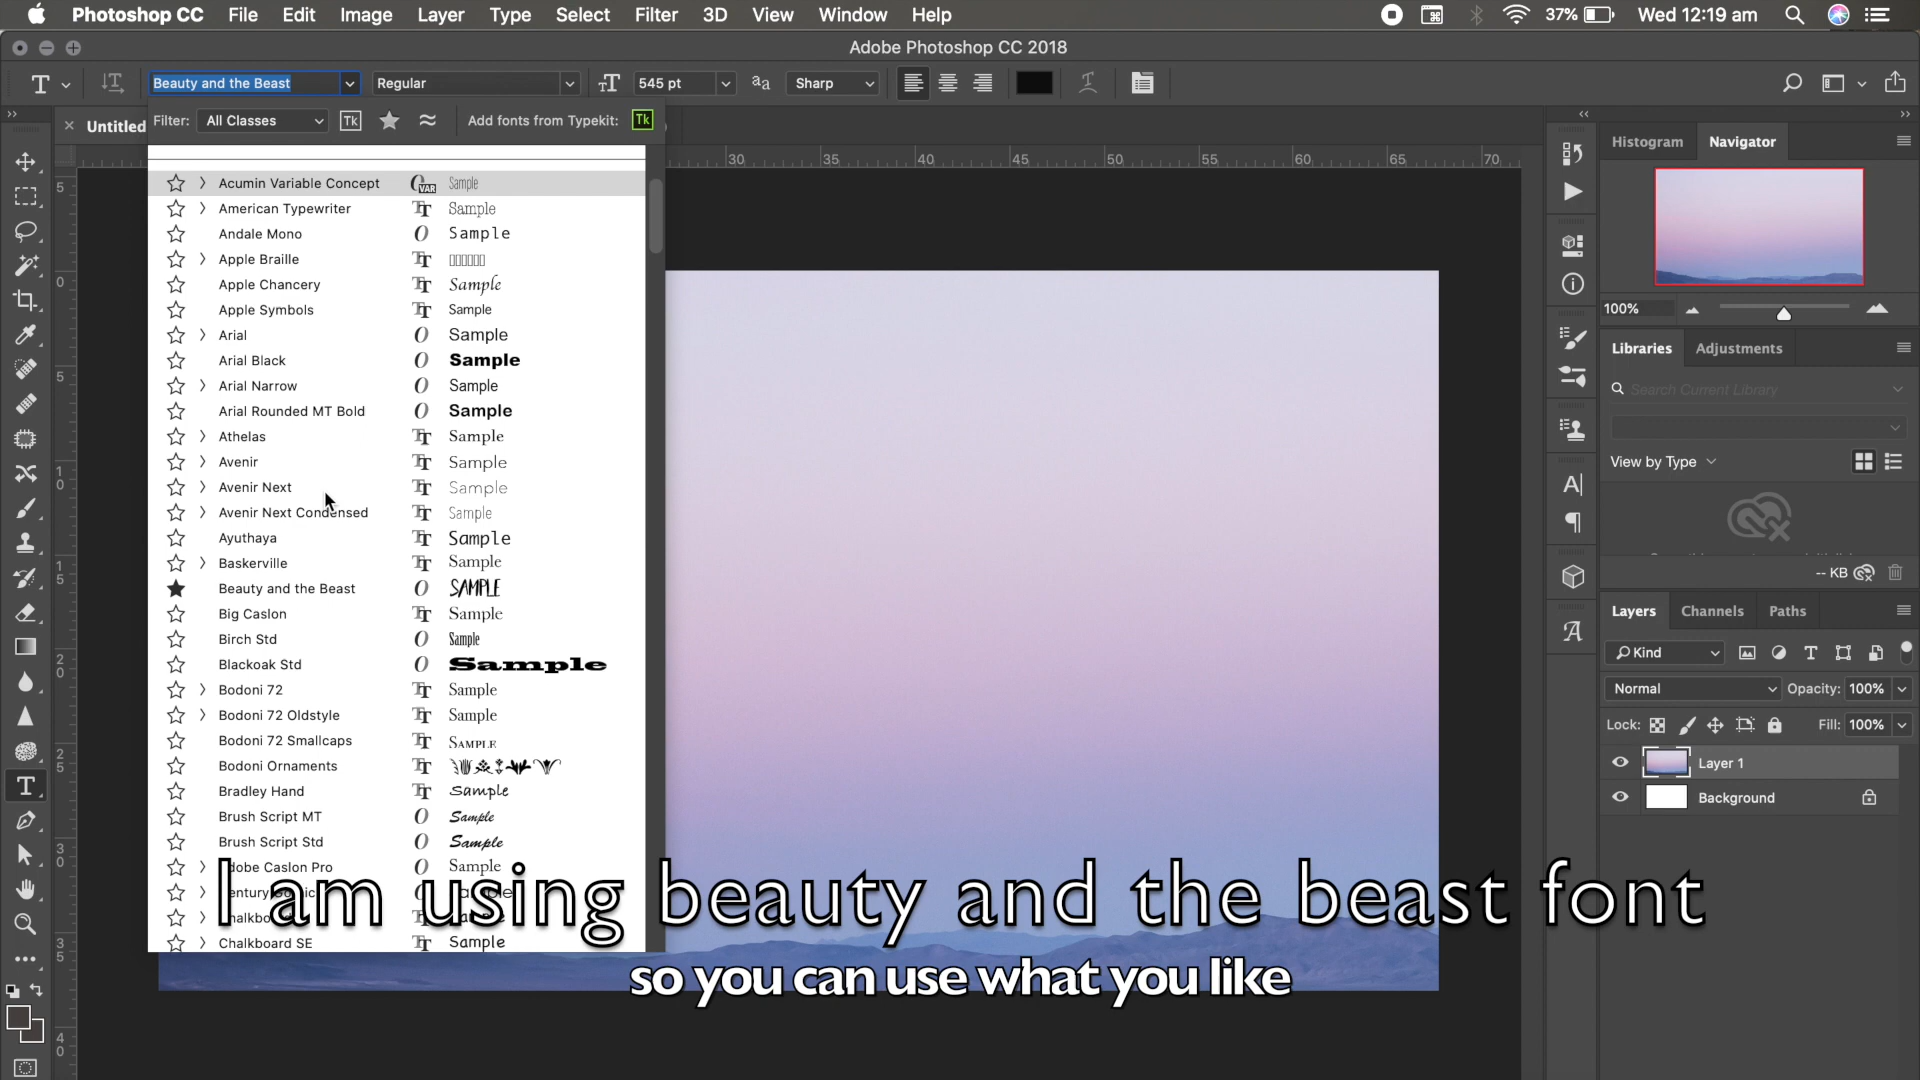 Photoshop CC File Edit Image Layer Type Select Filter 3D View Window Help 37% Wed 12:19 am
Adobe Photoshop CC 2018
Beauty and the Beast Regular 545 pt Sharp
Filter: All Classes Tk Add fonts from Typekit: Tk
Untitled
30 35 40 45 50 55 60 65 70
Histogram Navigator
100%
Libraries Adjustments
Search Current Library
View by Type
-- KB
Layers Channels Paths
Kind
Normal Opacity: 100%
Lock: Fill: 100%
Layer 1
Background
Acumin Variable Concept VAR Sample
American Typewriter Sample
Andale Mono Sample
Apple Braille
Apple Chancery Sample
Apple Symbols Sample
Arial Sample
Arial Black Sample
Arial Narrow Sample
Arial Rounded MT Bold Sample
Athelas Sample
Avenir Sample
Avenir Next Sample
Avenir Next Condensed Sample
Ayuthaya Sample
Baskerville Sample
Beauty and the Beast SAMPLE
Big Caslon Sample
Birch Std Sample
Blackoak Std Sample
Bodoni 72 Sample
Bodoni 72 Oldstyle Sample
Bodoni 72 Smallcaps Sample
Bodoni Ornaments
Bradley Hand Sample
Brush Script MT Sample
Brush Script Std Sample
Caslon Pro Sample
Chalkboard SE Sample
I am using beauty and the beast font
so you can use what you like